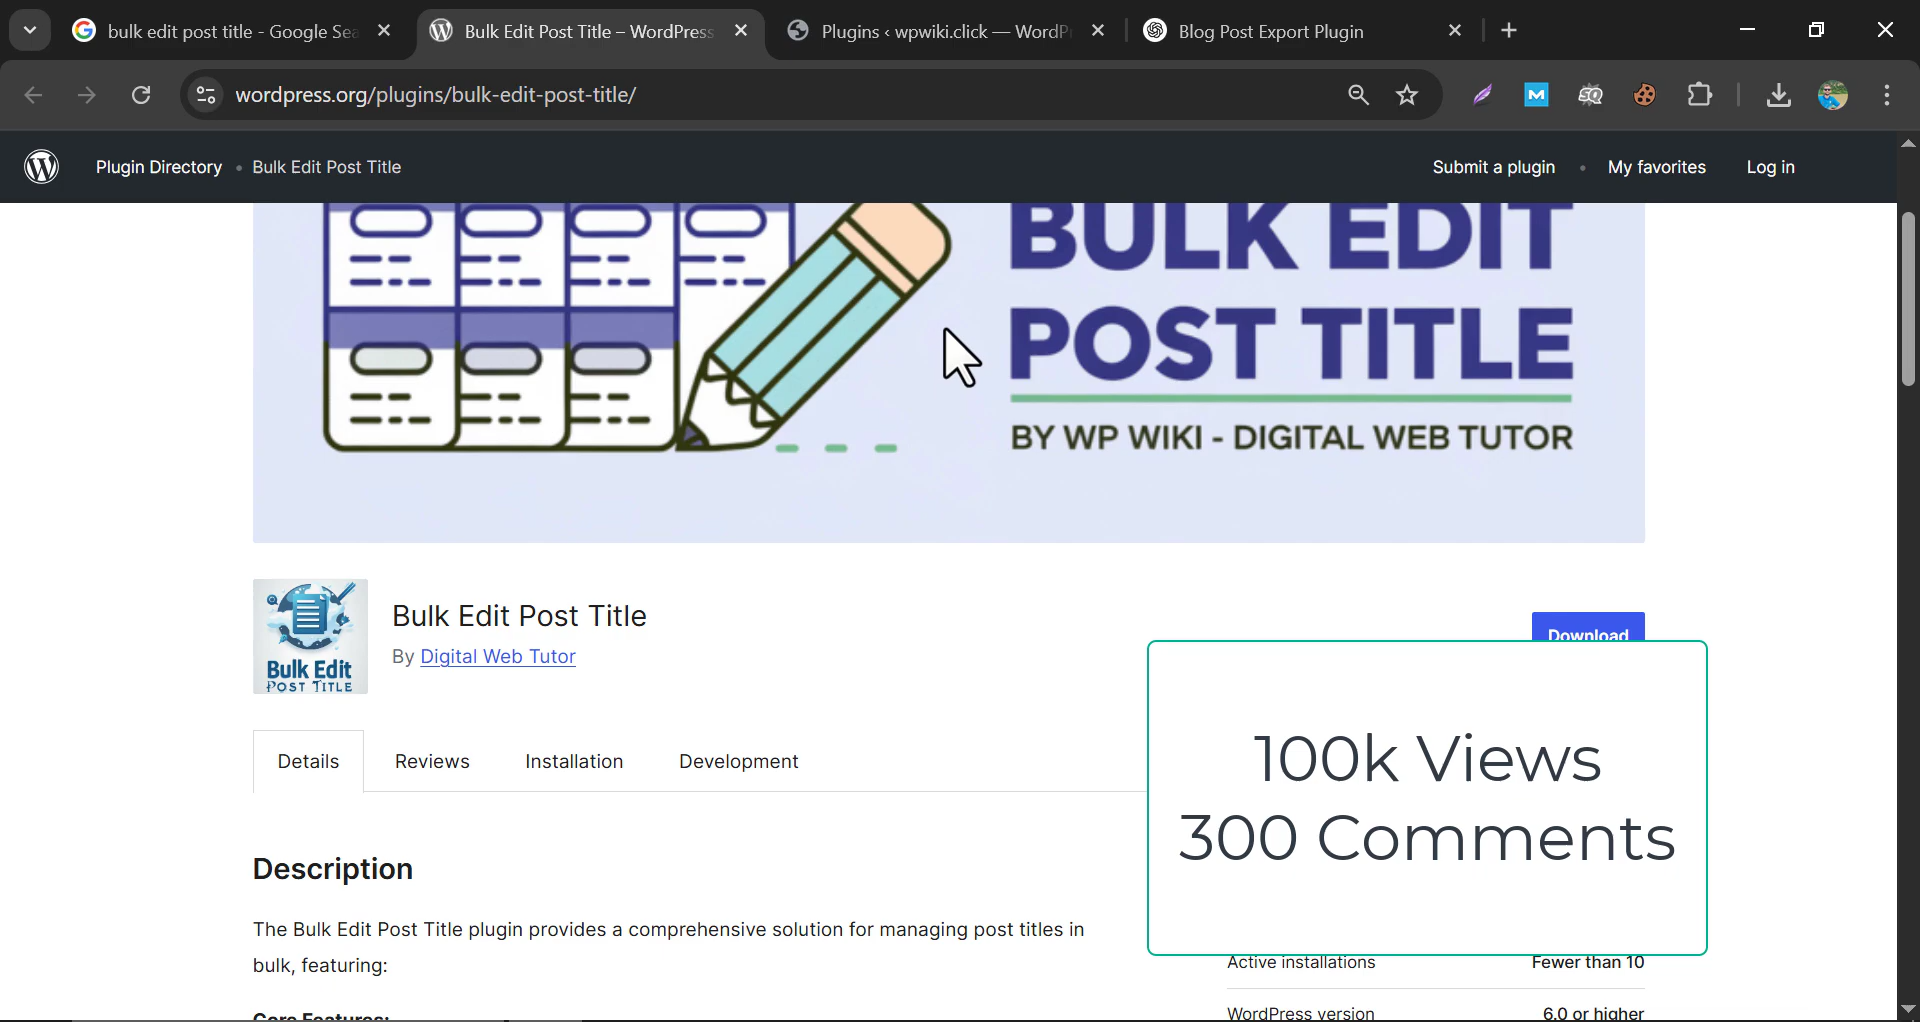 bulk edit post title - Google Sea
Bulk Edit Post Title – WordPress
Plugins ‹ wpwiki.click — WordPr
Blog Post Export Plugin
wordpress.org/plugins/bulk-edit-post-title/
Plugin Directory • Bulk Edit Post Title
Submit a plugin • My favorites
Log in
BULK EDIT
POST TITLE
BY WP WIKI - DIGITAL WEB TUTOR
Bulk Edit
POST TITLE
Bulk Edit Post Title
By Digital Web Tutor
Download
Details
Reviews
Installation
Development
100k Views
300 Comments
Description
The Bulk Edit Post Title plugin provides a comprehensive solution for managing post titles in
bulk, featuring:
Core Features:
Active installations
Fewer than 10
WordPress version
6.0 or higher